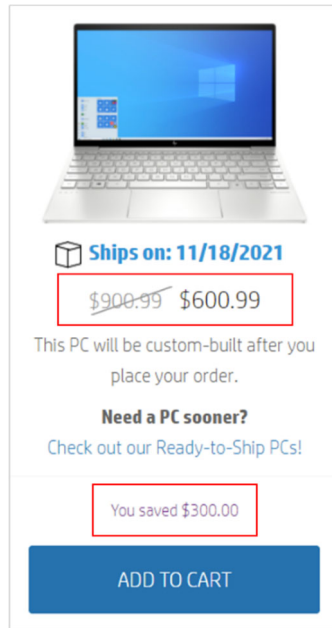 Ships on: 11/18/2021
$900.99 $600.99
This PC will be custom-built after you
place your order.
Need a PC sooner?
Check out our Ready-to-Ship PCs!
You saved $300.00
ADD TO CART